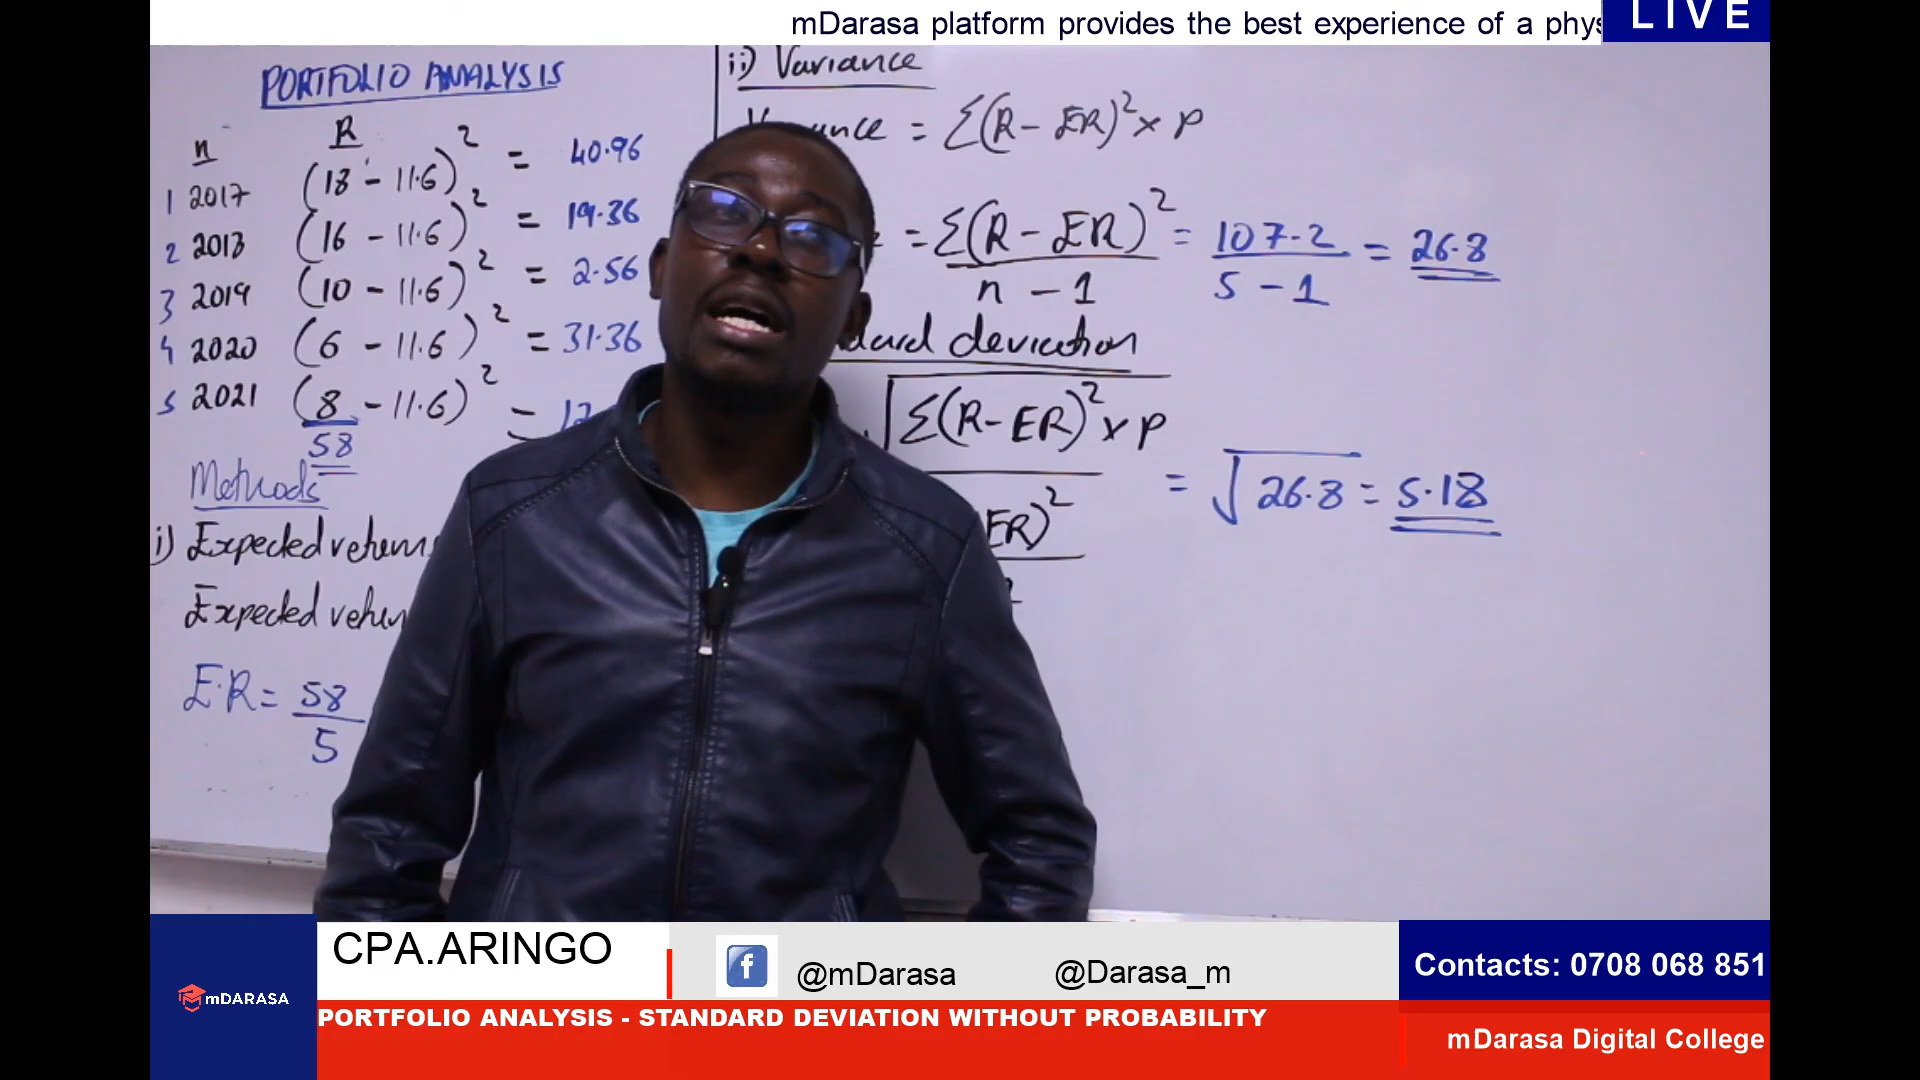 mDarasa platform provides the best experience of a phys
LIVE
PORTFOLIO ANALYSIS
n R
1 2017 (18 - 11.6)² = 40.96
2 2018 (16 - 11.6)² = 19.36
3 2019 (10 - 11.6)² = 2.56
4 2020 (6 - 11.6)² = 31.36
5 2021 (8 - 11.6)² = 12
58
Methods
i) Expected return
Expected return
E.R = 58
5
ii) Variance
= Σ(R - ER)² x P
= Σ(R - ER)² = 107.2 = 26.8
n - 1 5 - 1
dard deviation
√Σ(R - ER)² x P
ER)² = √26.8 = 5.18
CPA.ARINGO
@mDarasa @Darasa_m
Contacts: 0708 068 851
mDARASA
PORTFOLIO ANALYSIS - STANDARD DEVIATION WITHOUT PROBABILITY
mDarasa Digital College